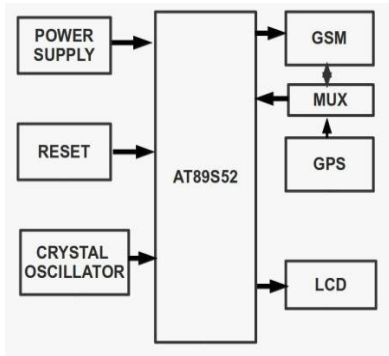 POWER
SUPPLY
RESET
CRYSTAL
OSCILLATOR
AT89S52
GSM
MUX
GPS
LCD